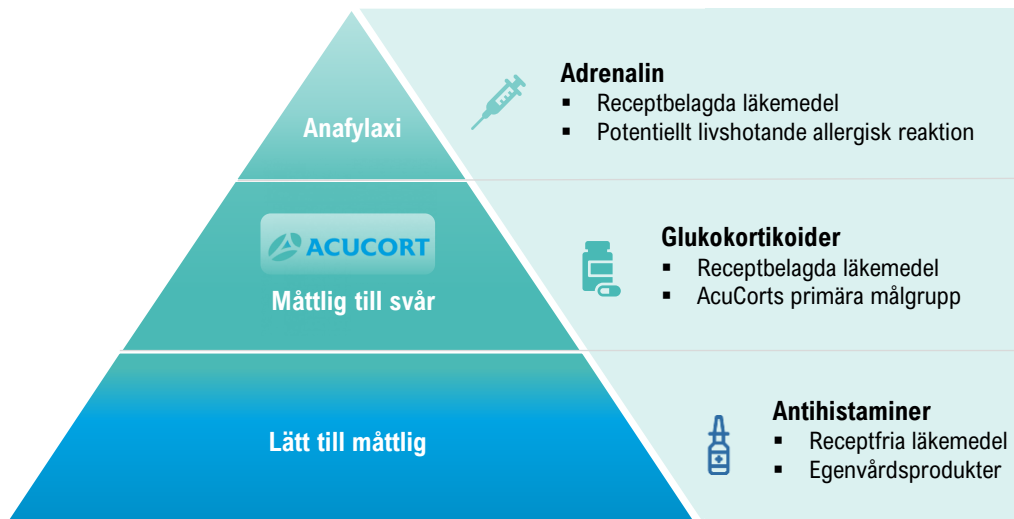 Anafylaxi
Adrenalin
▪ Receptbelagda läkemedel
▪ Potentiellt livshotande allergisk reaktion
ACUCORT
Måttlig till svår
Glukokortikoider
▪ Receptbelagda läkemedel
▪ AcuCorts primära målgrupp
Lätt till måttlig
Antihistaminer
▪ Receptfria läkemedel
▪ Egenvårdsprodukter